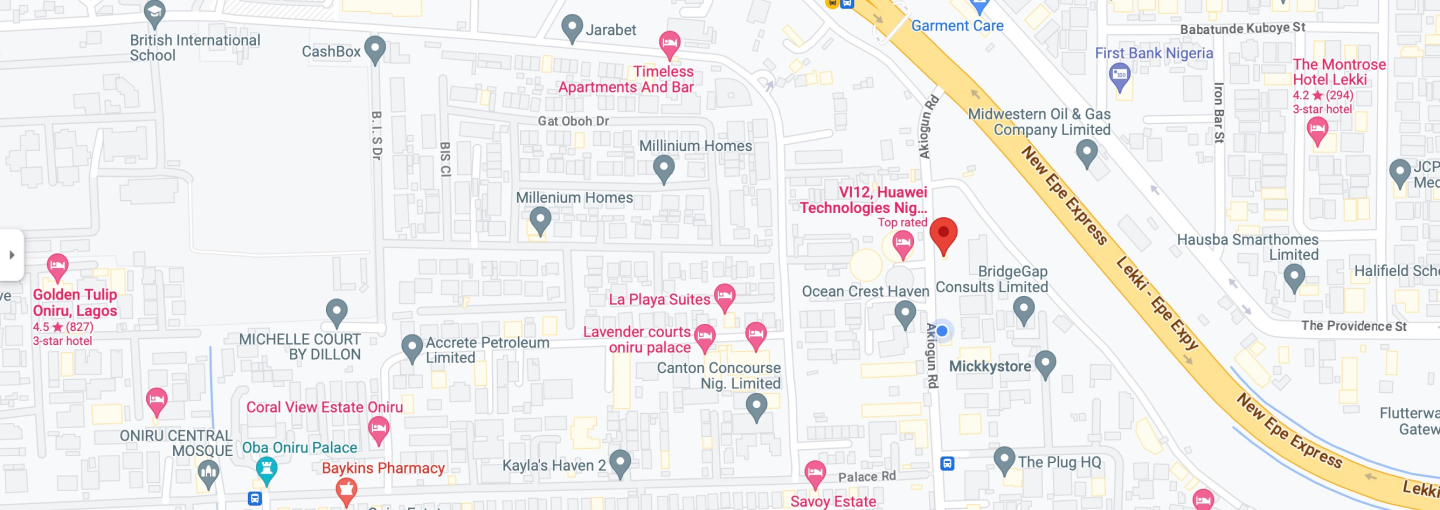 Garment Care
Babatunde Kuboye St
British International
School
Jarabet
CashBox
Timeless
Apartments And Bar
First Bank Nigeria
The Montrose
Hotel Lekki
4.2 ★ (294)
3-star hotel
Iron Bar St
Akiogun Rd
Midwestern Oil & Gas
Company Limited
Gat Oboh Dr
B.I.S Dr
BIS Cl
Millinium Homes
Millenium Homes
JCP
Med
New Epe Express
VI12, Huawei
Technologies Nig...
Top rated
Hausba Smarthomes
Limited
Halifield Scho
Lekki - Epe Expy
BridgeGap
Consults Limited
Ocean Crest Haven
La Playa Suites
Golden Tulip
Oniru, Lagos
4.5 ★ (827)
3-star hotel
ve
The Providence St
MICHELLE COURT
BY DILLON
Accrete Petroleum
Limited
Lavender courts
oniru palace
Akiogun Rd
Mickkystore
Canton Concourse
Nig. Limited
Coral View Estate Oniru
New Epe Express
Flutterwa
Gatew
ONIRU CENTRAL
MOSQUE
Oba Oniru Palace
Baykins Pharmacy
Kayla's Haven 2
Palace Rd
The Plug HQ
Savoy Estate
Lekki